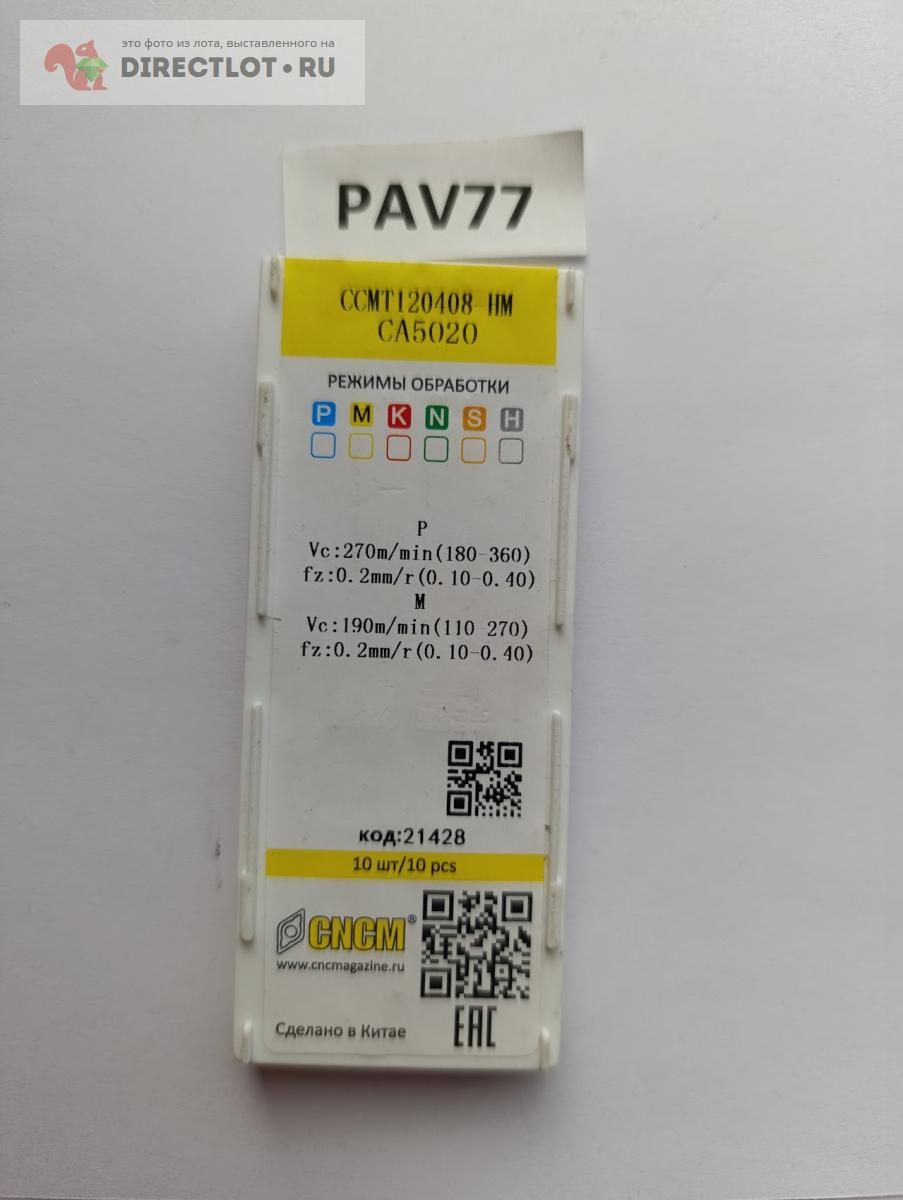 это фото из лота, выставленного на
DIRECTLOT.RU
PAV77
CCMT120408-HM
CA5020
РЕЖИМЫ ОБРАБОТКИ
P M K N S H
P
Vc:270m/min(180-360)
fz:0.2mm/r(0.10-0.40)
M
Vc:190m/min(110-270)
fz:0.2mm/r(0.10-0.40)
код:21428
10 шт/10 pcs
CNCM®
www.cncmagazine.ru
Сделано в Китае
EAC